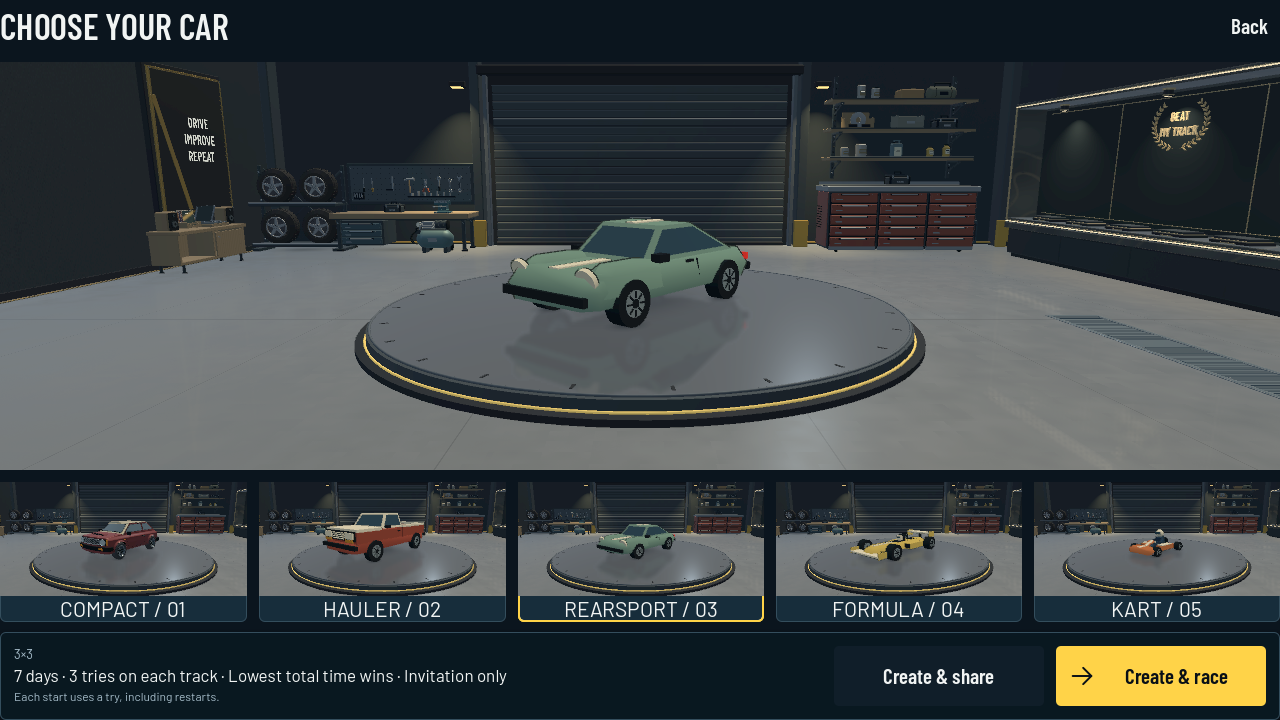 CHOOSE YOUR CAR
Back
DRIVE
IMPROVE
REPEAT
BEAT
MY TRACK
COMPACT / 01
HAULER / 02
REARSPORT / 03
FORMULA / 04
KART / 05
3×3
7 days · 3 tries on each track · Lowest total time wins · Invitation only
Each start uses a try, including restarts.
Create & share
→ Create & race